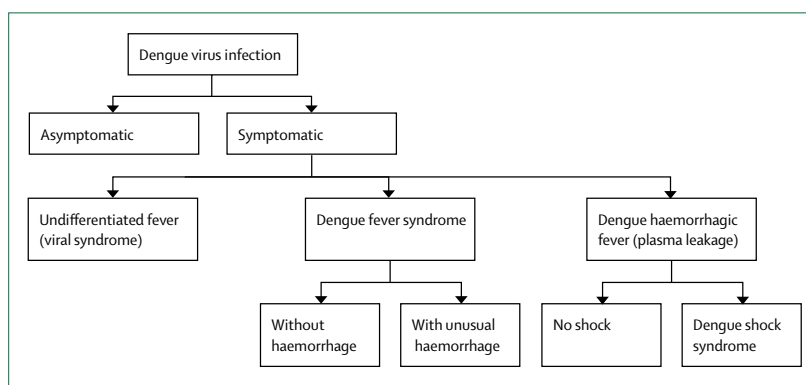 Dengue virus infection
Asymptomatic
Symptomatic
Undifferentiated fever
(viral syndrome)
Dengue fever syndrome
Dengue haemorrhagic
fever (plasma leakage)
Without
haemorrhage
With unusual
haemorrhage
No shock
Dengue shock
syndrome